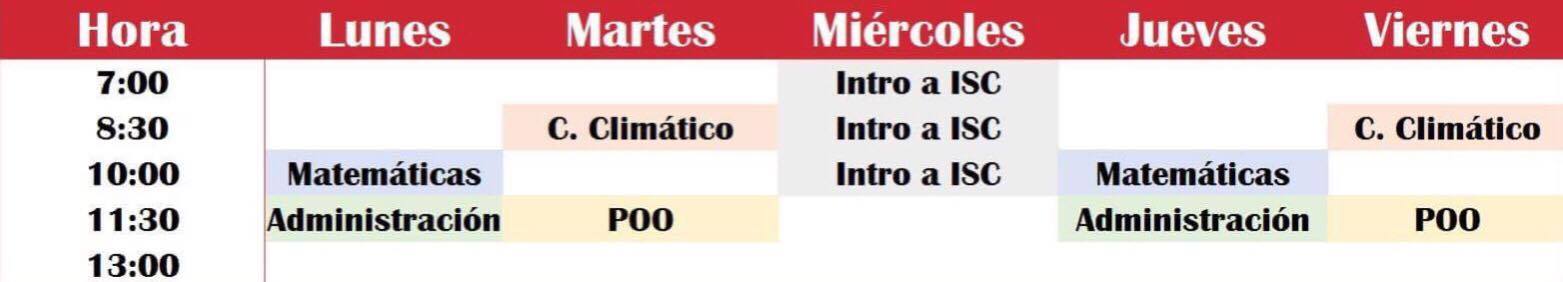 Hora Lunes Martes Miércoles Jueves Viernes
7:00 Intro a ISC
8:30 C. Climático Intro a ISC C. Climático
10:00 Matemáticas Intro a ISC Matemáticas
11:30 Administración POO Administración POO
13:00